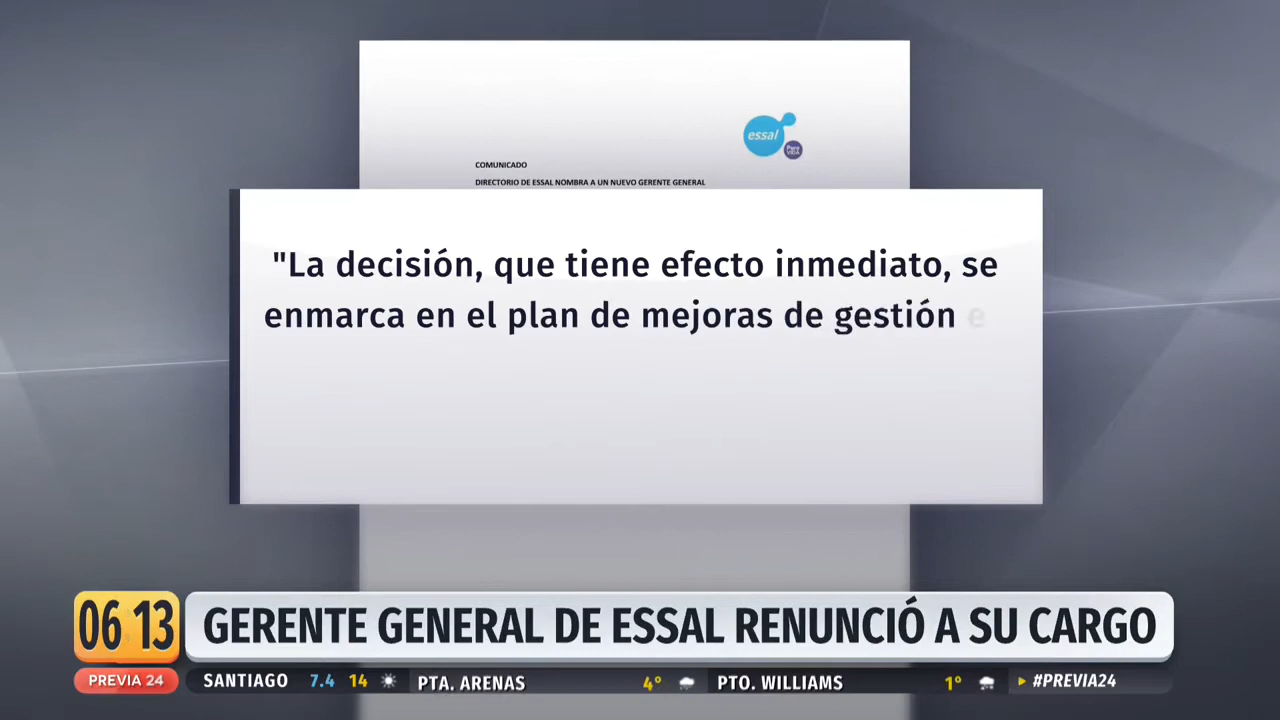 essal
Pura
VIDA
COMUNICADO
DIRECTORIO DE ESSAL NOMBRA A UN NUEVO GERENTE GENERAL
"La decisión, que tiene efecto inmediato, se
enmarca en el plan de mejoras de gestión e
06 13 GERENTE GENERAL DE ESSAL RENUNCIÓ A SU CARGO
PREVIA 24 SANTIAGO 7.4 14 PTA. ARENAS 4° PTO. WILLIAMS 1° #PREVIA24